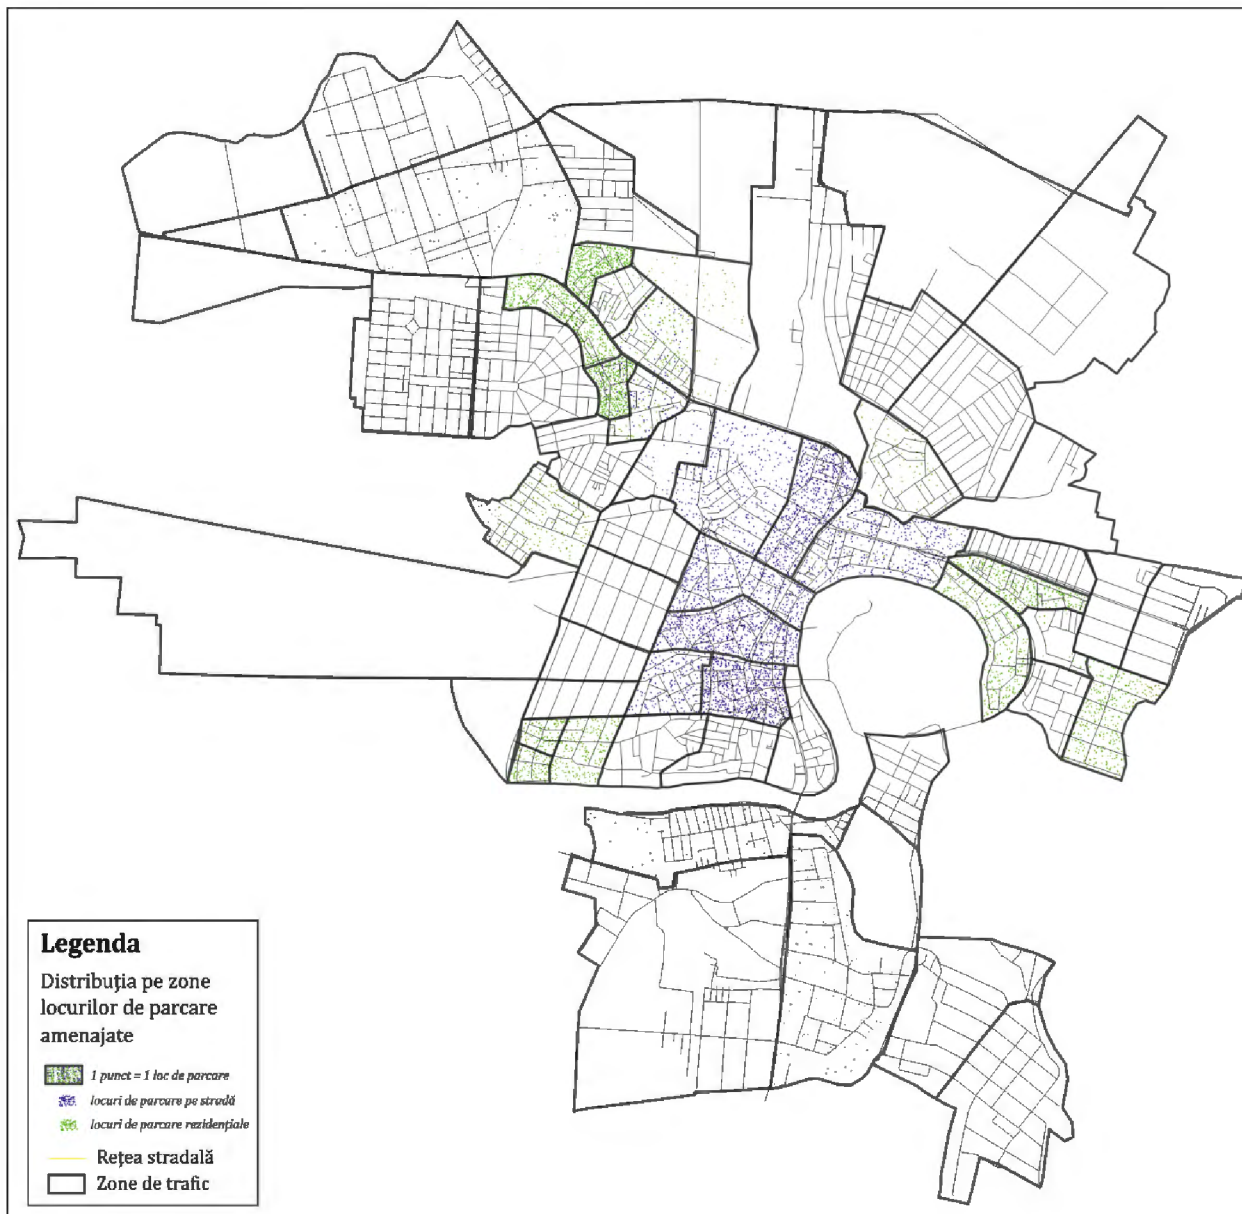 Legenda
Distribuția pe zone
locurilor de parcare
amenajate
1 punct = 1 loc de parcare
locuri de parcare pe stradă
locuri de parcare rezidențiale
Rețea stradală
Zone de trafic